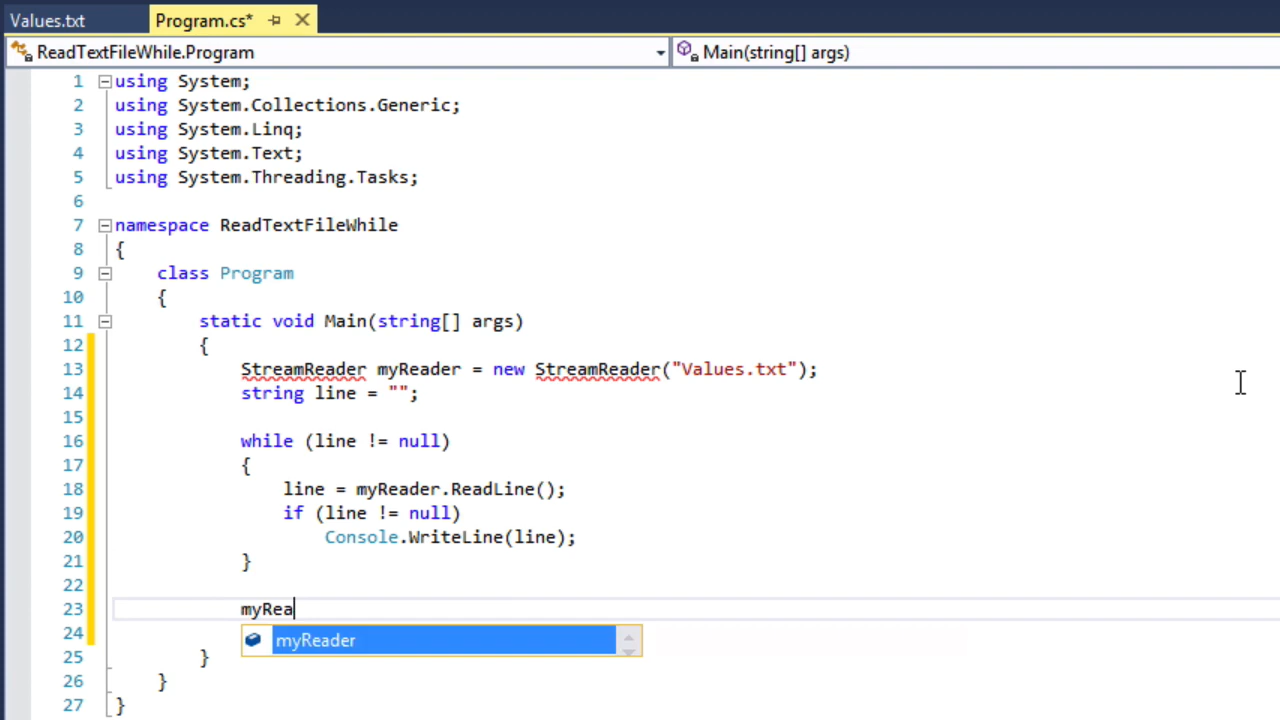 Values.txt Program.cs*
ReadTextFileWhile.Program Main(string[] args)
1 using System;
2 using System.Collections.Generic;
3 using System.Linq;
4 using System.Text;
5 using System.Threading.Tasks;
6
7 namespace ReadTextFileWhile
8 {
9 class Program
10 {
11 static void Main(string[] args)
12 {
13 StreamReader myReader = new StreamReader("Values.txt");
14 string line = "";
15
16 while (line != null)
17 {
18 line = myReader.ReadLine();
19 if (line != null)
20 Console.WriteLine(line);
21 }
22
23 myRea
24 myReader
25 }
26 }
27 }